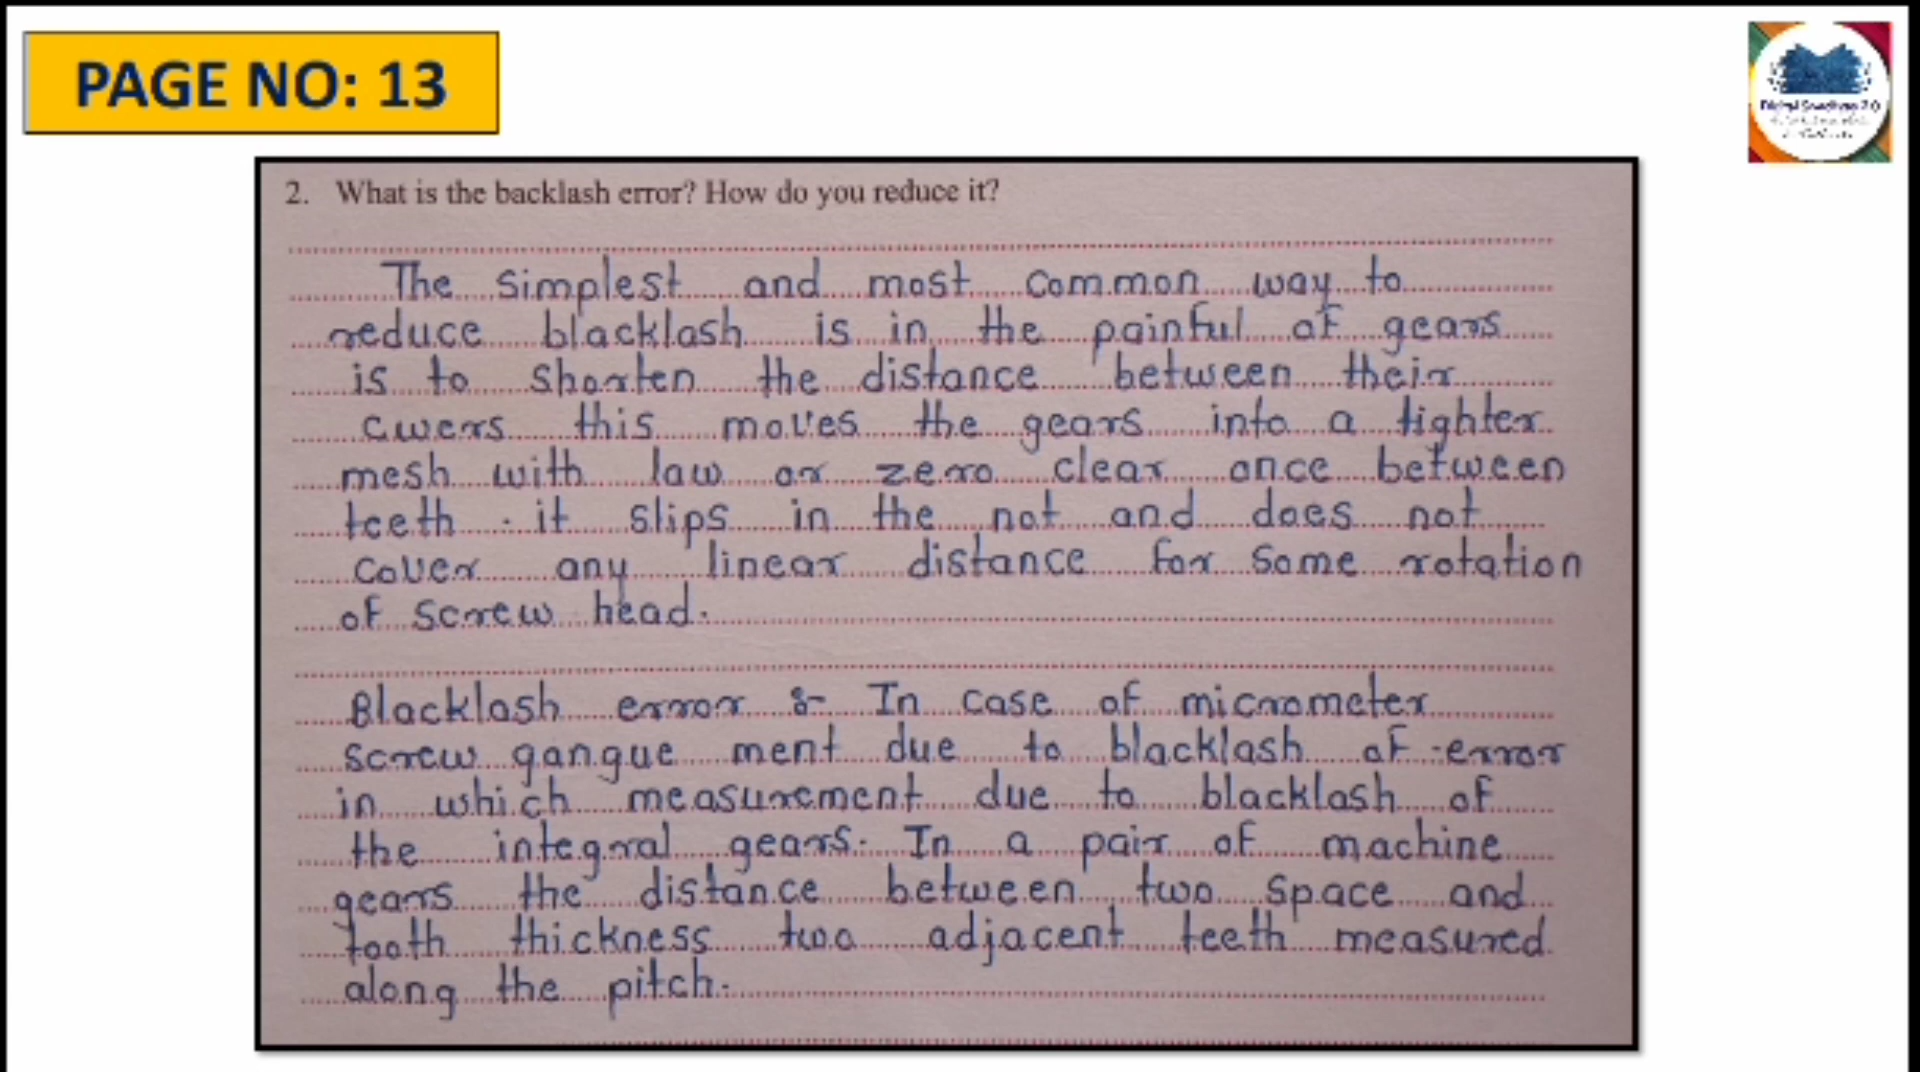 PAGE NO: 13
2. What is the backlash error? How do you reduce it?
The simplest and most common way to
reduce blacklash is in the painful of gears
is to shorten the distance between their
cwers this moves the gears into a tighter
mesh with law or zero clear ance between
teeth . it slips in the not and does not
cover any linear distance for some rotation
of screw head.
Blacklash error :- In case of micrometer
screw gangue ment due to blacklash of error
in which measurement due to blacklash of
the integral gears. In a pair of machine
gears the distance between two space and
tooth thickness two adjacent teeth measured
along the pitch.